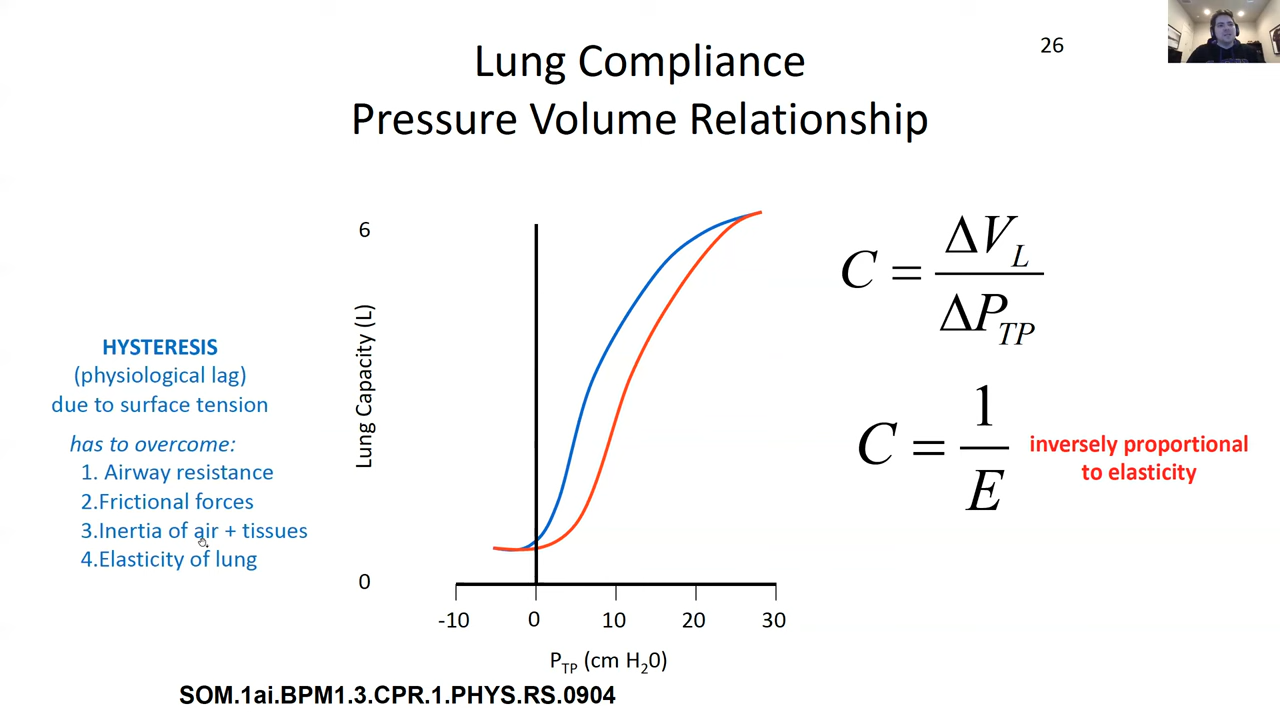 26
Lung Compliance
Pressure Volume Relationship
6
Lung Capacity (L)
0
-10 0 10 20 30
P_TP (cm H_20)
HYSTERESIS
(physiological lag)
due to surface tension
has to overcome:
1. Airway resistance
2.Frictional forces
3.Inertia of air + tissues
4.Elasticity of lung
C = ΔV_L / ΔP_TP
C = 1 / E
inversely proportional
to elasticity
SOM.1ai.BPM1.3.CPR.1.PHYS.RS.0904